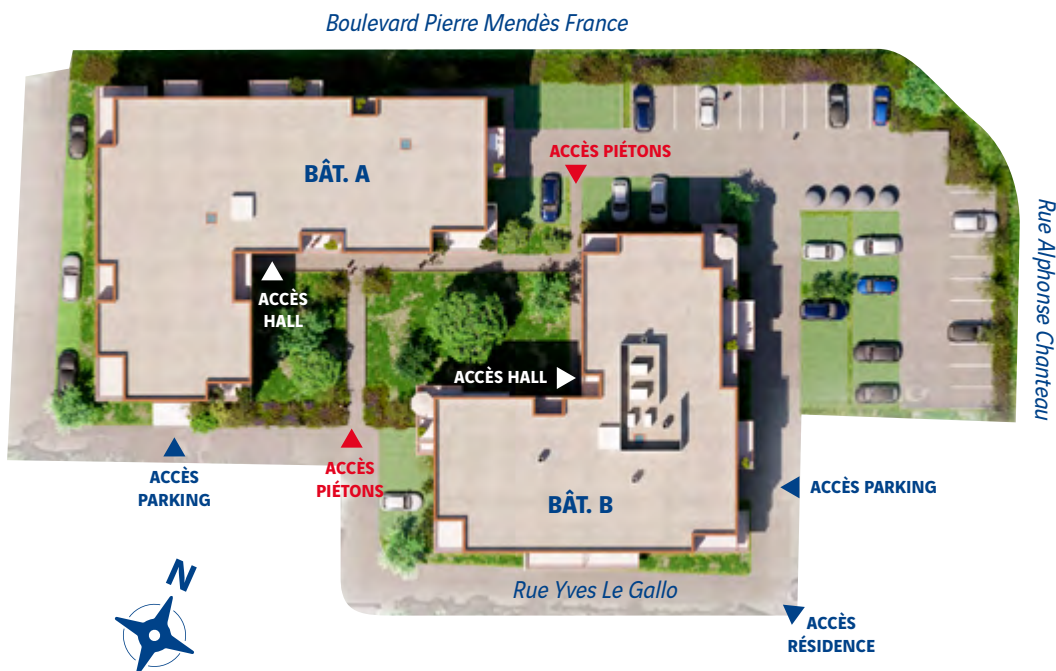 Boulevard Pierre Mendès France
BÂT. A
ACCÈS PIÉTONS
Rue Alphonse Chanteau
ACCÈS
HALL
ACCÈS HALL
ACCÈS
PARKING
ACCÈS
PIÉTONS
BÂT. B
ACCÈS PARKING
N
Rue Yves Le Gallo
ACCÈS
RÉSIDENCE